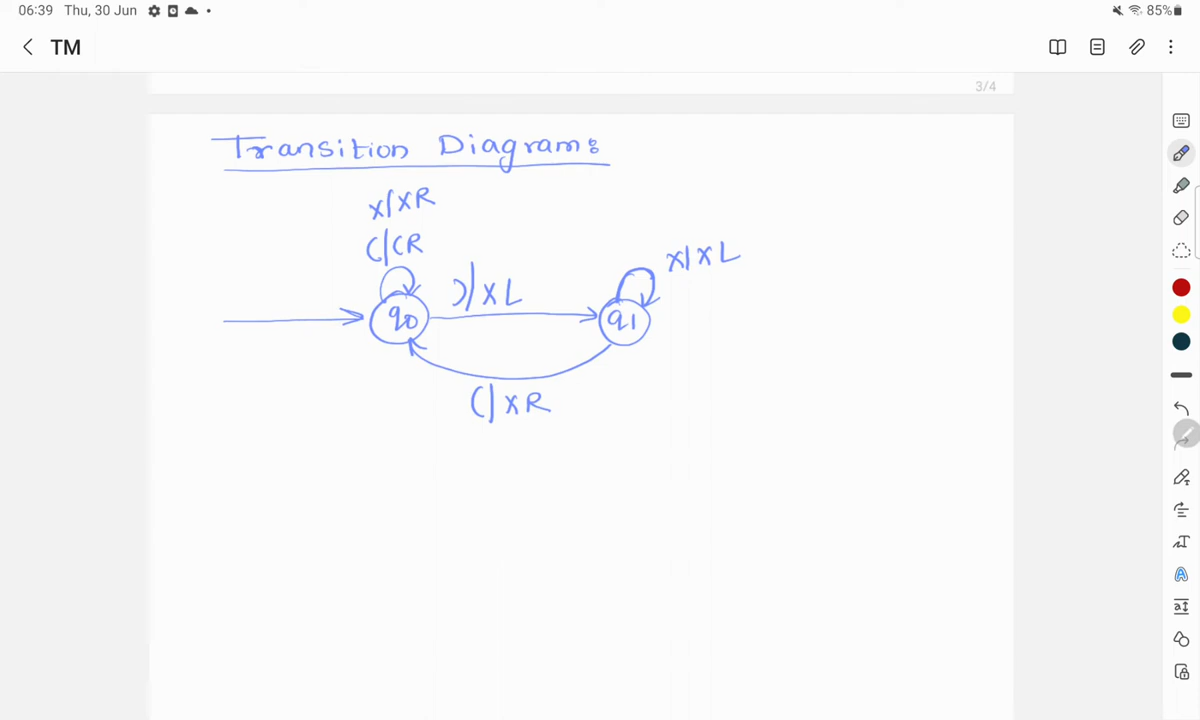 06:39 Thu, 30 Jun 85%
TM
3/4
Transition Diagram:
x/xR
(/(R
)/xL
x/xL
q0
q1
(/xR